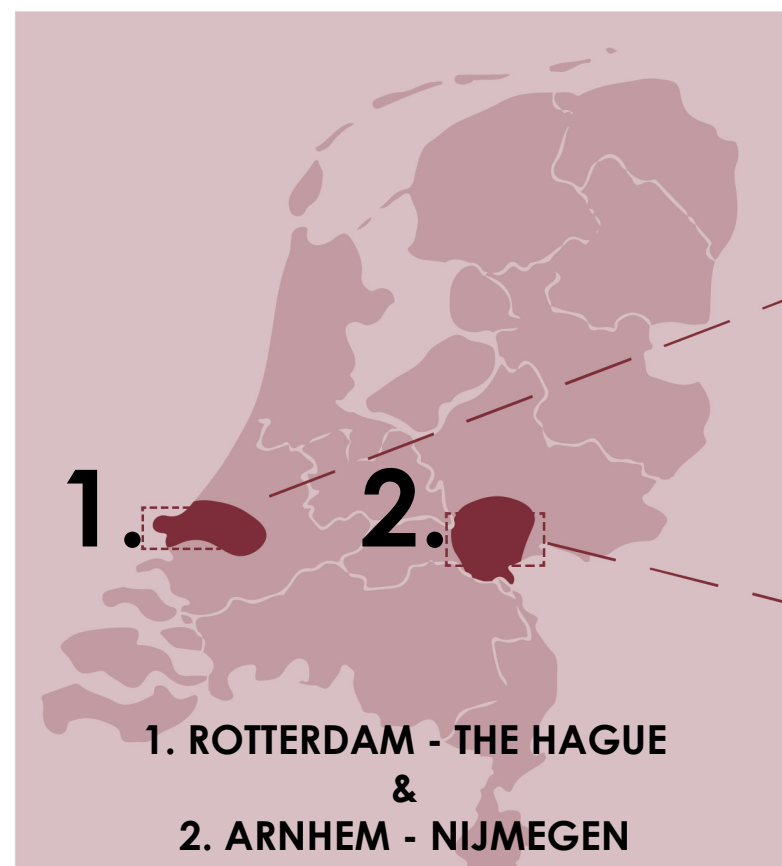 1.
2.
1. ROTTERDAM - THE HAGUE
&
2. ARNHEM - NIJMEGEN